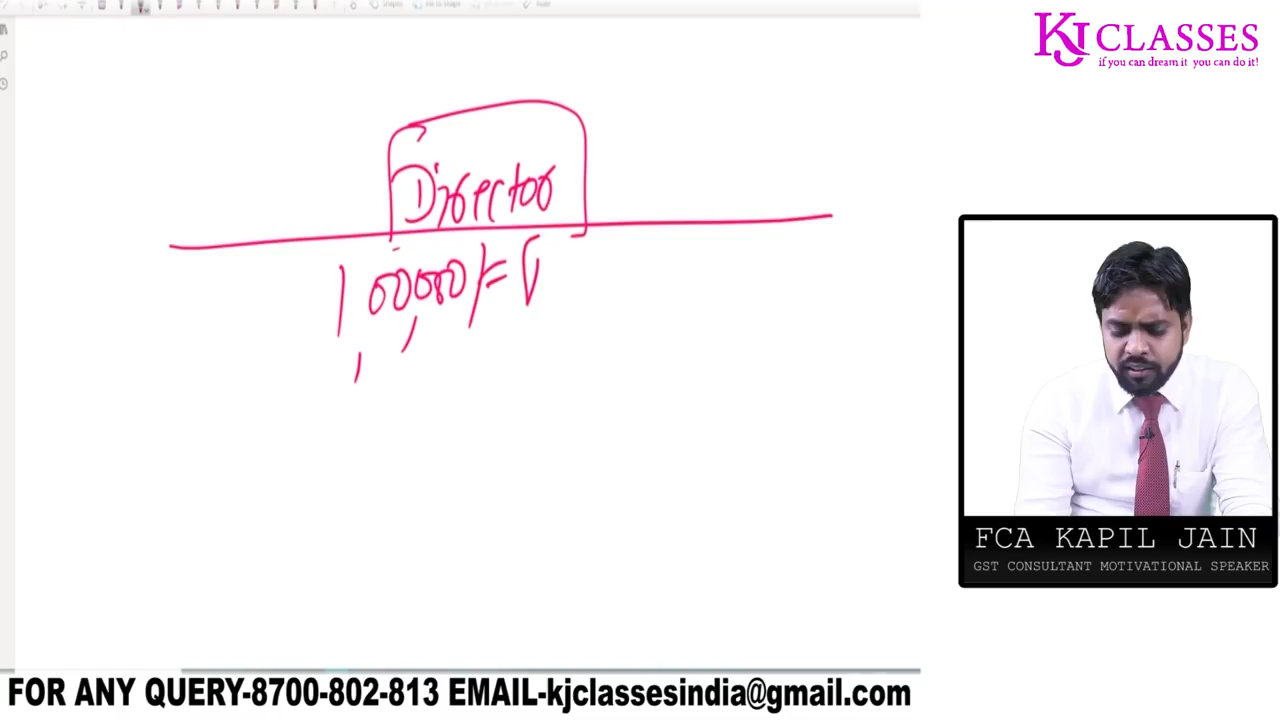 KJ CLASSES
if you can dream it you can do it!
Director
1,00,000/=
FCA KAPIL JAIN
GST CONSULTANT MOTIVATIONAL SPEAKER
FOR ANY QUERY-8700-802-813 EMAIL-kjclassesindia@gmail.com